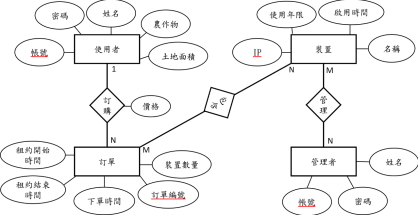 密碼
姓名
農作物
帳號
使用者
土地面積
使用年限
啟用時間
IP
裝置
名稱
1
N
M
訂購
價格
包含
管理
N
M
N
租約開始
時間
訂單
裝置數量
租約結束
時間
下單時間
訂單編號
管理者
姓名
帳號
密碼